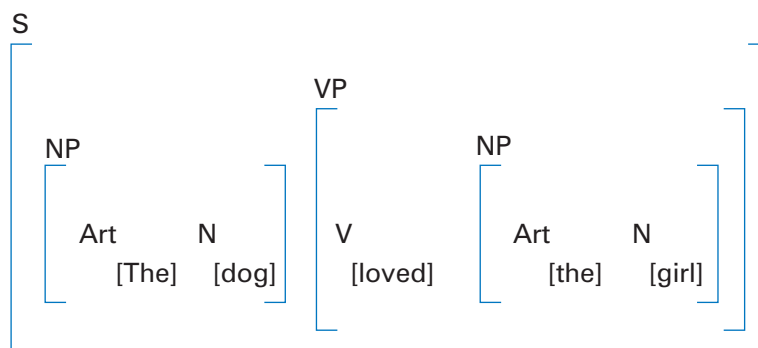 S
VP
NP NP
Art N V Art N
[The] [dog] [loved] [the] [girl]